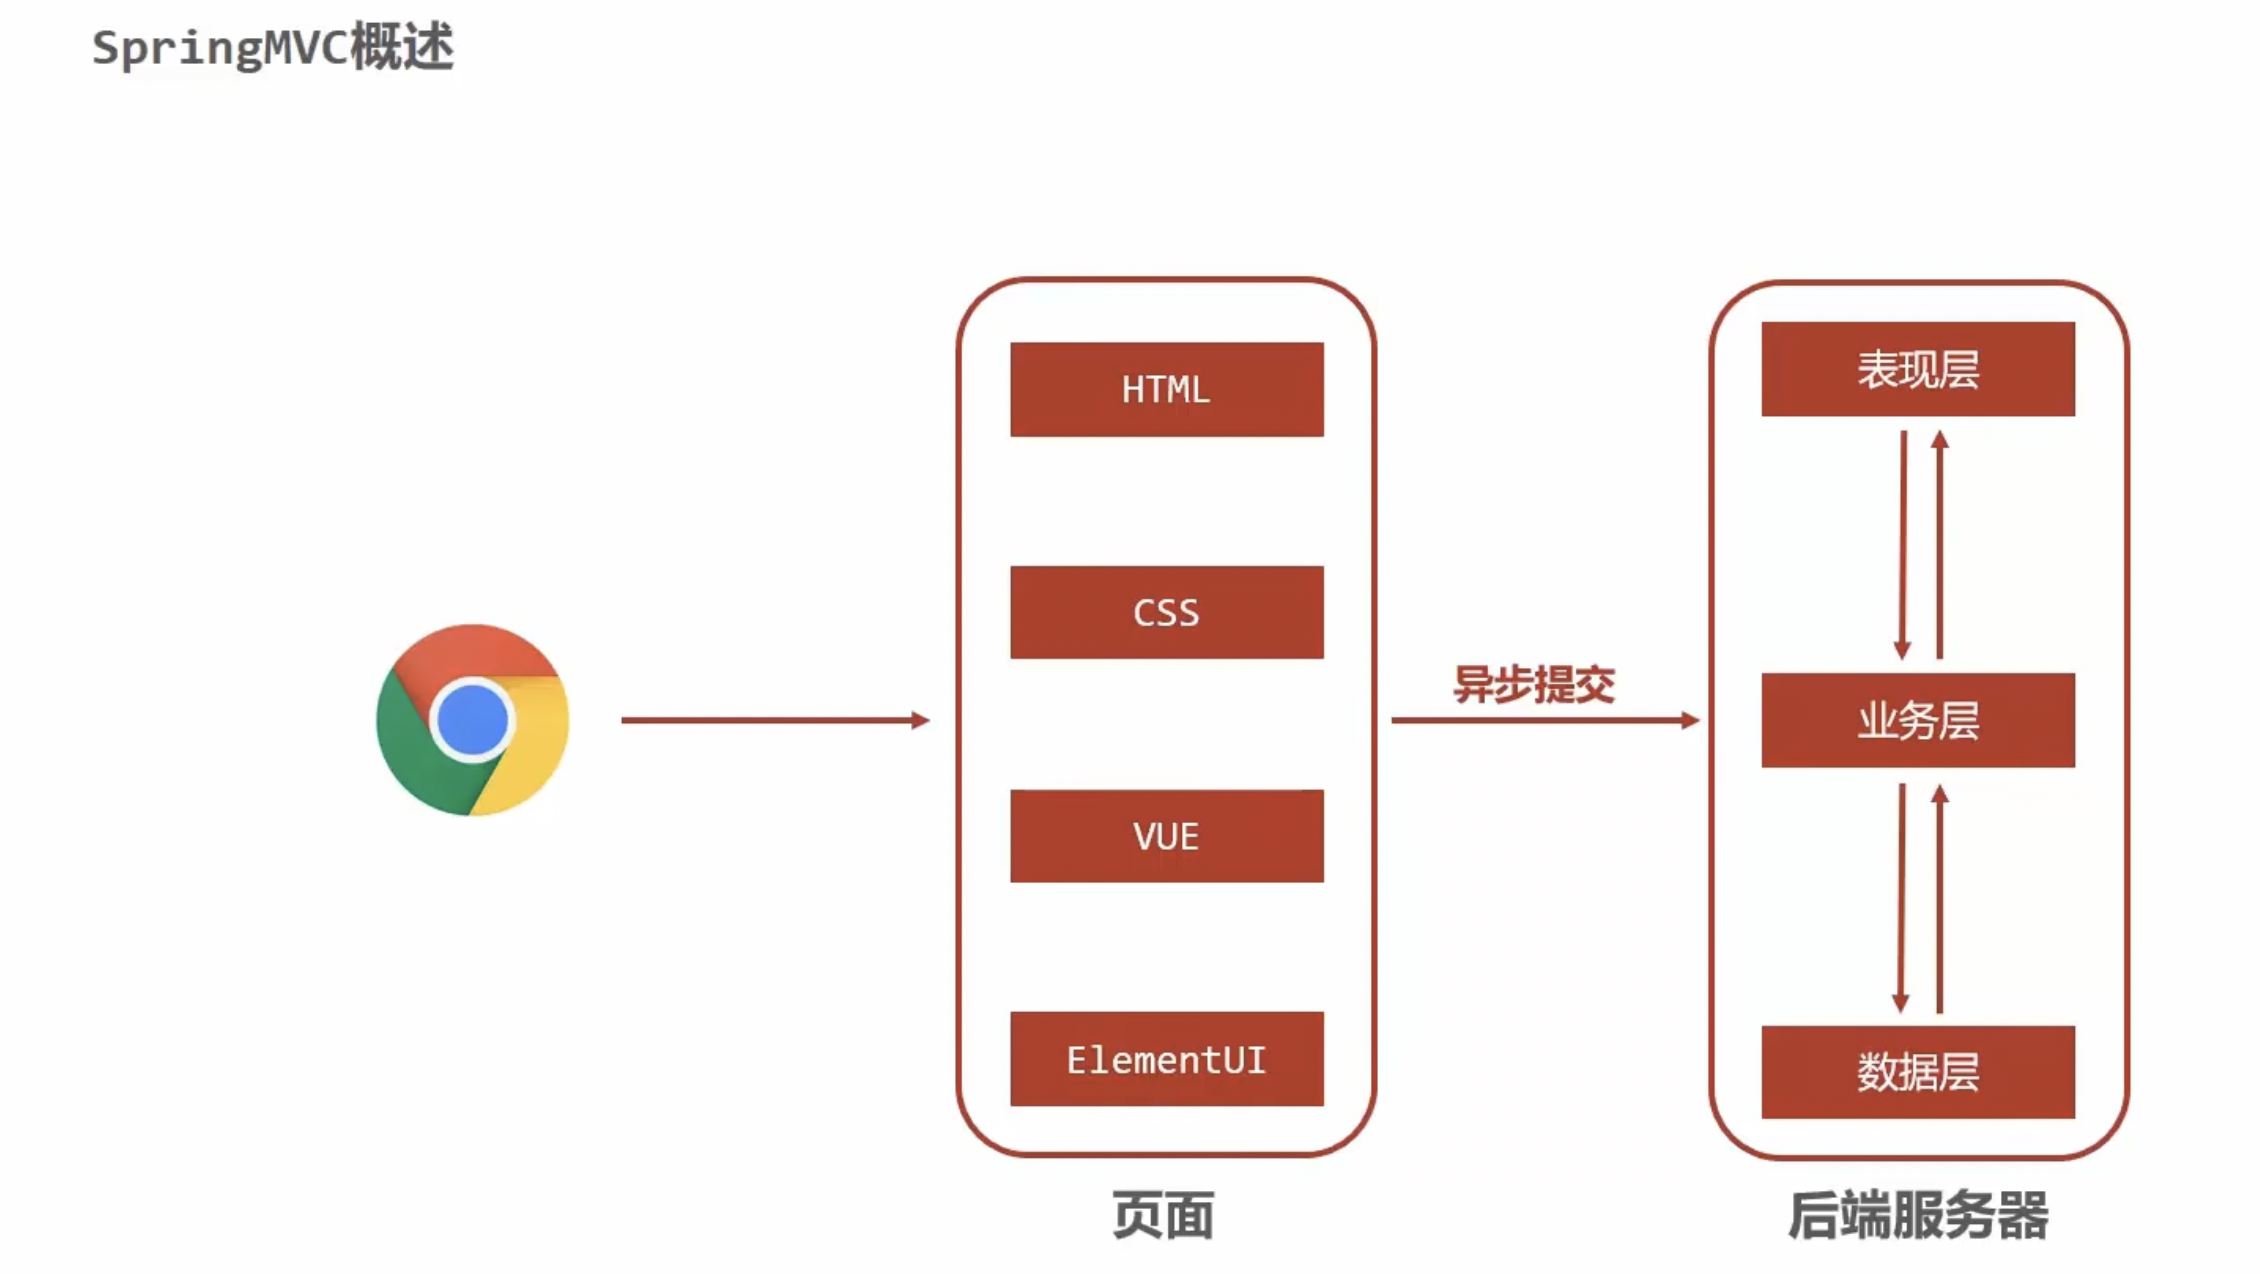 SpringMVC概述
HTML
CSS
VUE
ElementUI
页面
异步提交
表现层
业务层
数据层
后端服务器